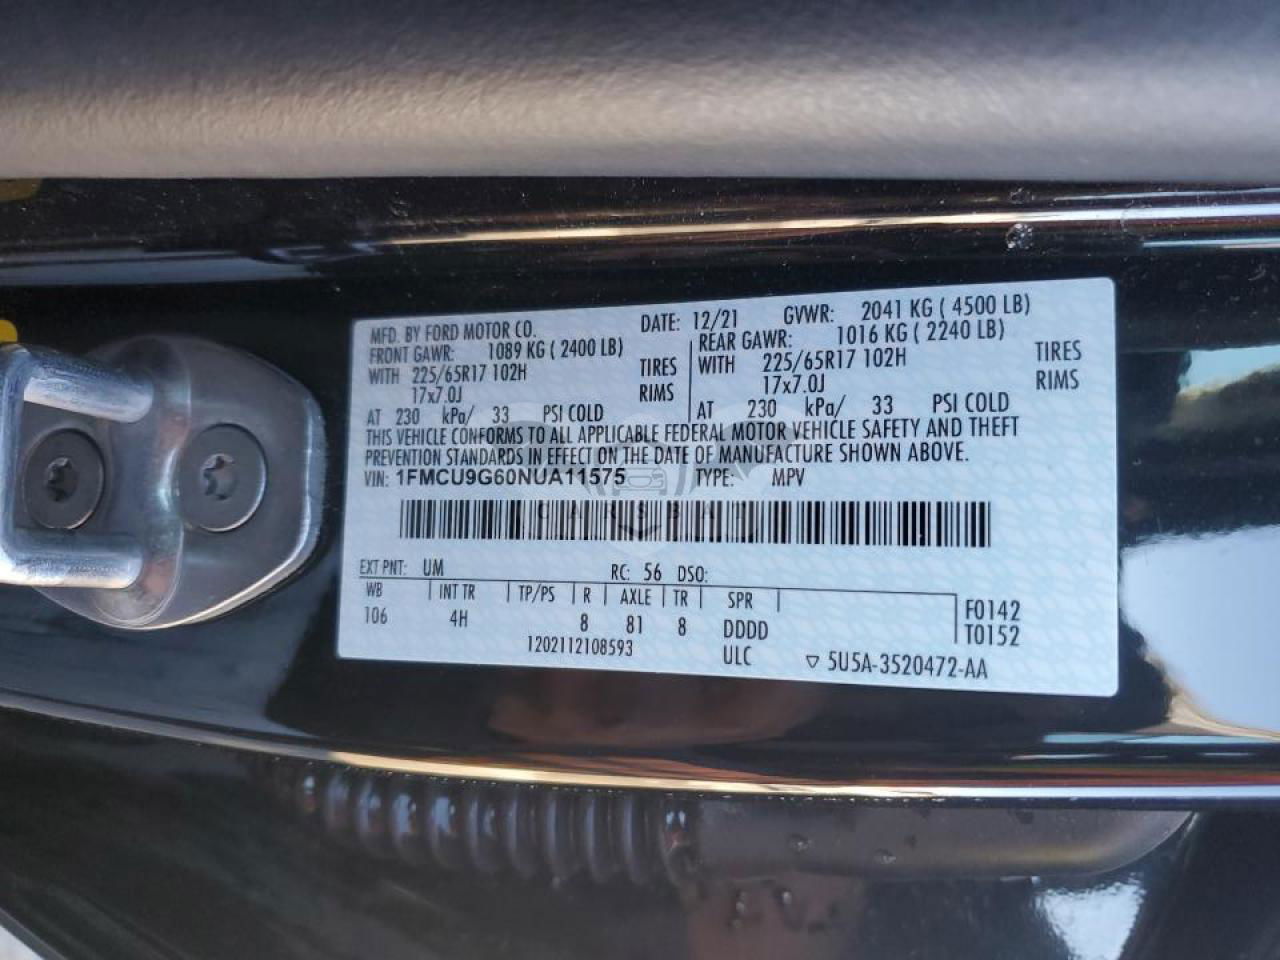 MFD. BY FORD MOTOR CO. DATE: 12/21 GVWR: 2041 KG ( 4500 LB)
FRONT GAWR: 1089 KG ( 2400 LB) REAR GAWR: 1016 KG ( 2240 LB)
WITH 225/65R17 102H TIRES WITH 225/65R17 102H TIRES
17x7.0J RIMS 17x7.0J RIMS
AT 230 kPa/ 33 PSI COLD AT 230 kPa/ 33 PSI COLD
THIS VEHICLE CONFORMS TO ALL APPLICABLE FEDERAL MOTOR VEHICLE SAFETY AND THEFT
PREVENTION STANDARDS IN EFFECT ON THE DATE OF MANUFACTURE SHOWN ABOVE.
VIN: 1FMCU9G60NUA11575 TYPE: MPV
CARSBAT
EXT PNT: UM RC: 56 DSO:
WB INT TR TP/PS R AXLE TR SPR
106 4H 8 81 8 DDDD
F0142
T0152
1202112108593 ULC ▽ 5U5A-3520472-AA